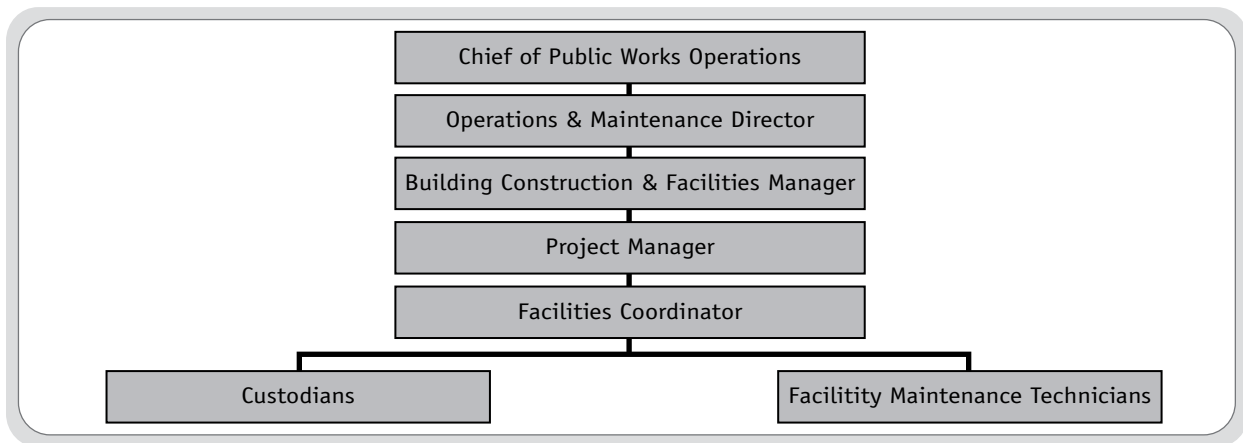 Chief of Public Works Operations
Operations & Maintenance Director
Building Construction & Facilities Manager
Project Manager
Facilities Coordinator
Custodians
Facilitity Maintenance Technicians